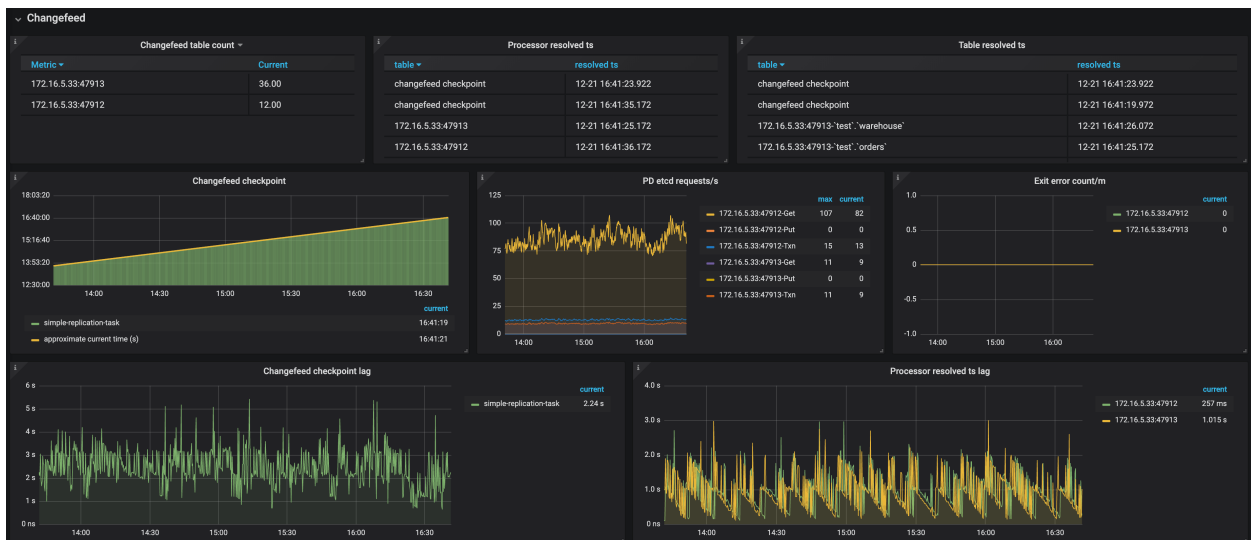 Changefeed
Changefeed table count
Metric Current
172.16.5.33:47913 36.00
172.16.5.33:47912 12.00
Processor resolved ts
table resolved ts
changefeed checkpoint 12-21 16:41:23.922
changefeed checkpoint 12-21 16:41:35.172
172.16.5.33:47913 12-21 16:41:25.172
172.16.5.33:47912 12-21 16:41:36.172
Table resolved ts
table resolved ts
changefeed checkpoint 12-21 16:41:23.922
changefeed checkpoint 12-21 16:41:19.972
172.16.5.33:47913-`test`.`warehouse` 12-21 16:41:26.072
172.16.5.33:47913-`test`.`orders` 12-21 16:41:25.172
Changefeed checkpoint
18:03:20
16:40:00
15:16:40
13:53:20
12:30:00
14:00 14:30 15:00 15:30 16:00 16:30
current
simple-replication-task 16:41:19
approximate current time (s) 16:41:21
PD etcd requests/s
125
100
75
50
25
0
14:00 15:00 16:00
max current
172.16.5.33:47912-Get 107 82
172.16.5.33:47912-Put 0 0
172.16.5.33:47912-Txn 15 13
172.16.5.33:47913-Get 11 9
172.16.5.33:47913-Put 0 0
172.16.5.33:47913-Txn 11 9
Exit error count/m
1.0
0.5
0
-0.5
-1.0
14:00 15:00 16:00
current
172.16.5.33:47912 0
172.16.5.33:47913 0
Changefeed checkpoint lag
6 s
5 s
4 s
3 s
2 s
1 s
0 ns
14:00 14:30 15:00 15:30 16:00 16:30
current
simple-replication-task 2.24 s
Processor resolved ts lag
4.0 s
3.0 s
2.0 s
1.0 s
0 ns
14:00 14:30 15:00 15:30 16:00 16:30
current
172.16.5.33:47912 257 ms
172.16.5.33:47913 1.015 s